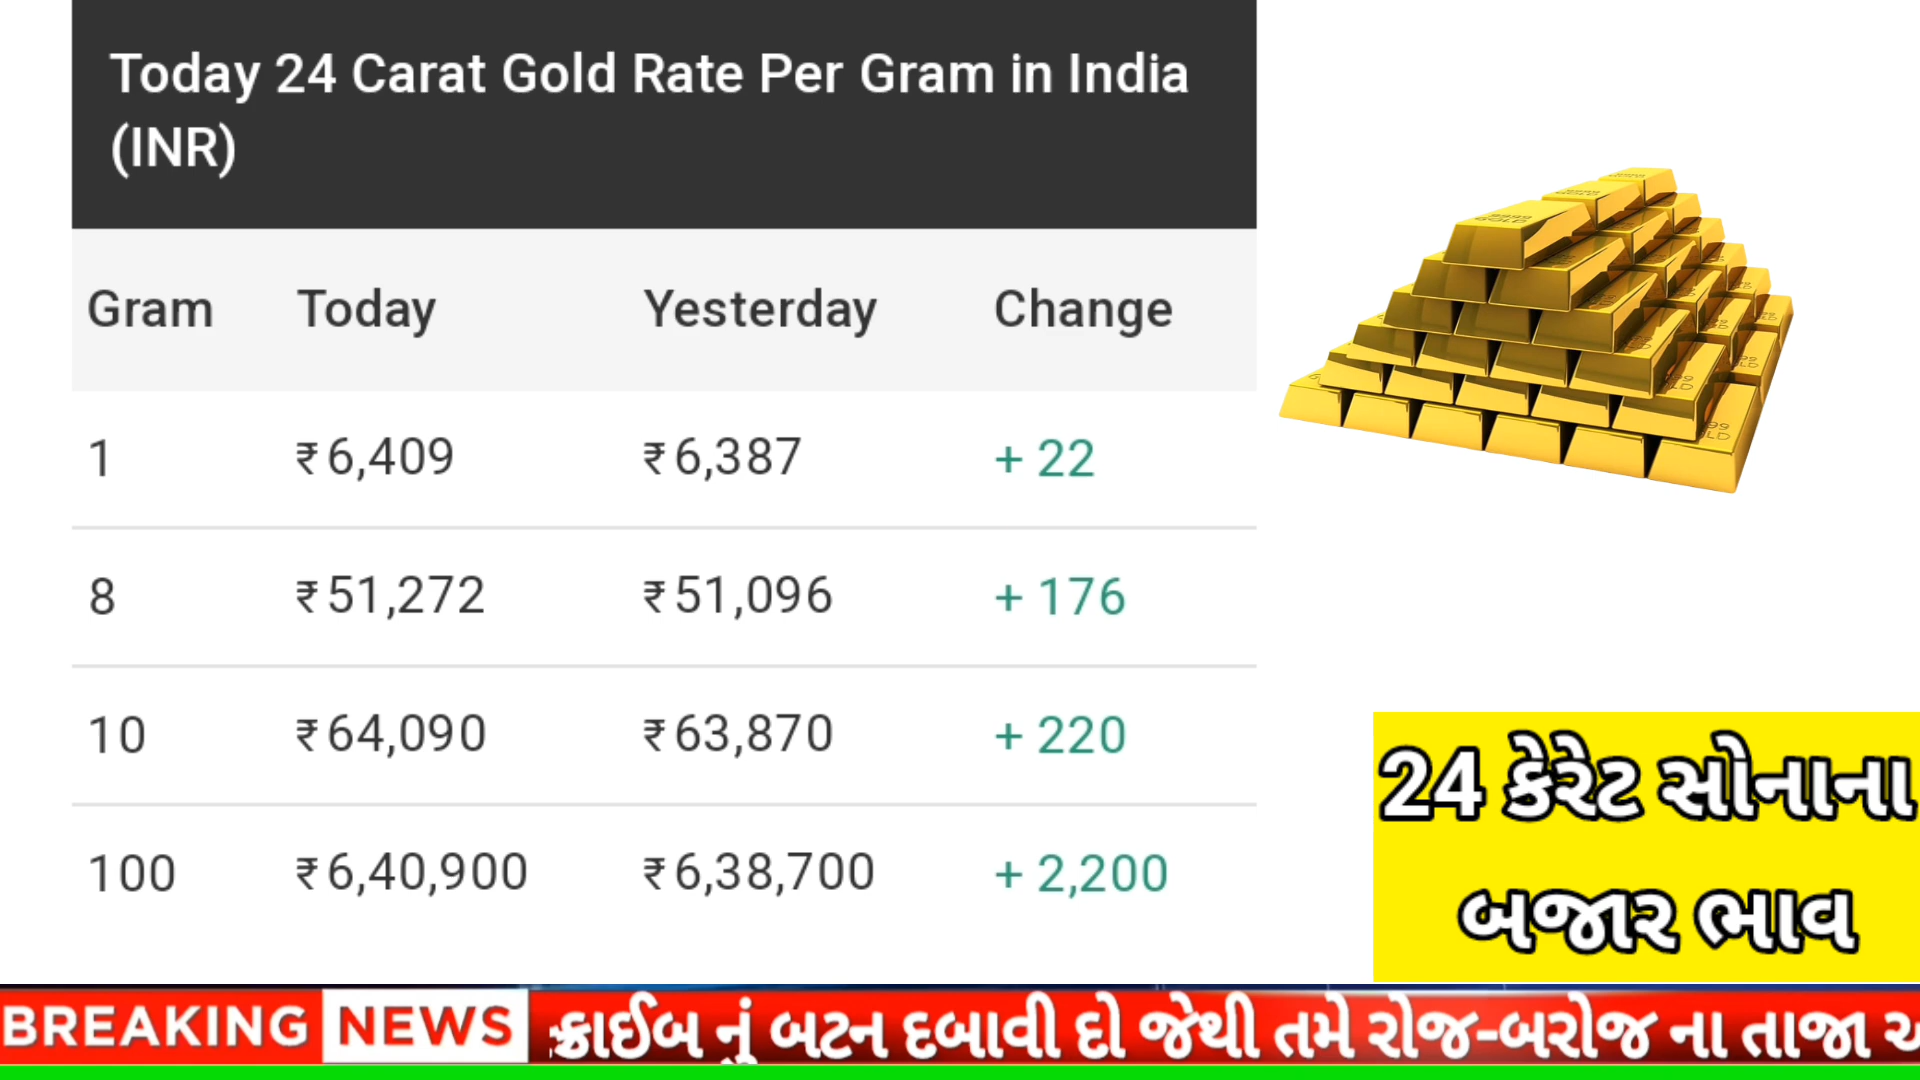 Today 24 Carat Gold Rate Per Gram in India
(INR)
Gram Today Yesterday Change
1 ₹6,409 ₹6,387 + 22
8 ₹51,272 ₹51,096 + 176
10 ₹64,090 ₹63,870 + 220
100 ₹6,40,900 ₹6,38,700 + 2,200
24 કેરેટ સોનાના
બજાર ભાવ
BREAKING NEWS નું બટન દબાવી દો જેથી તમે રોજ-બરોજ ના તાજા